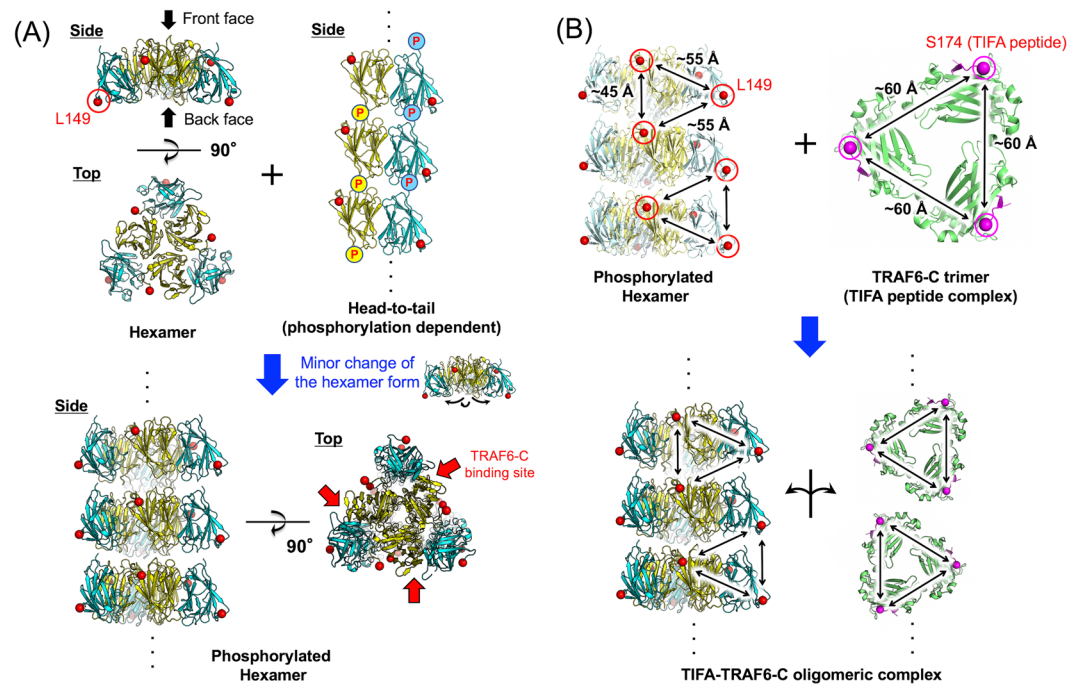 (A)
Side
Front face
L149
Back face
90°
Top
Hexamer
+
Side
P
P
P
P
P
P
Head-to-tail
(phosphorylation dependent)
Minor change of
the hexamer form
Side
90°
Top
TRAF6-C
binding site
Phosphorylated
Hexamer
(B)
~55 Å
~45 Å
L149
~55 Å
Phosphorylated
Hexamer
+
S174 (TIFA peptide)
~60 Å
~60 Å
~60 Å
TRAF6-C trimer
(TIFA peptide complex)
TIFA-TRAF6-C oligomeric complex